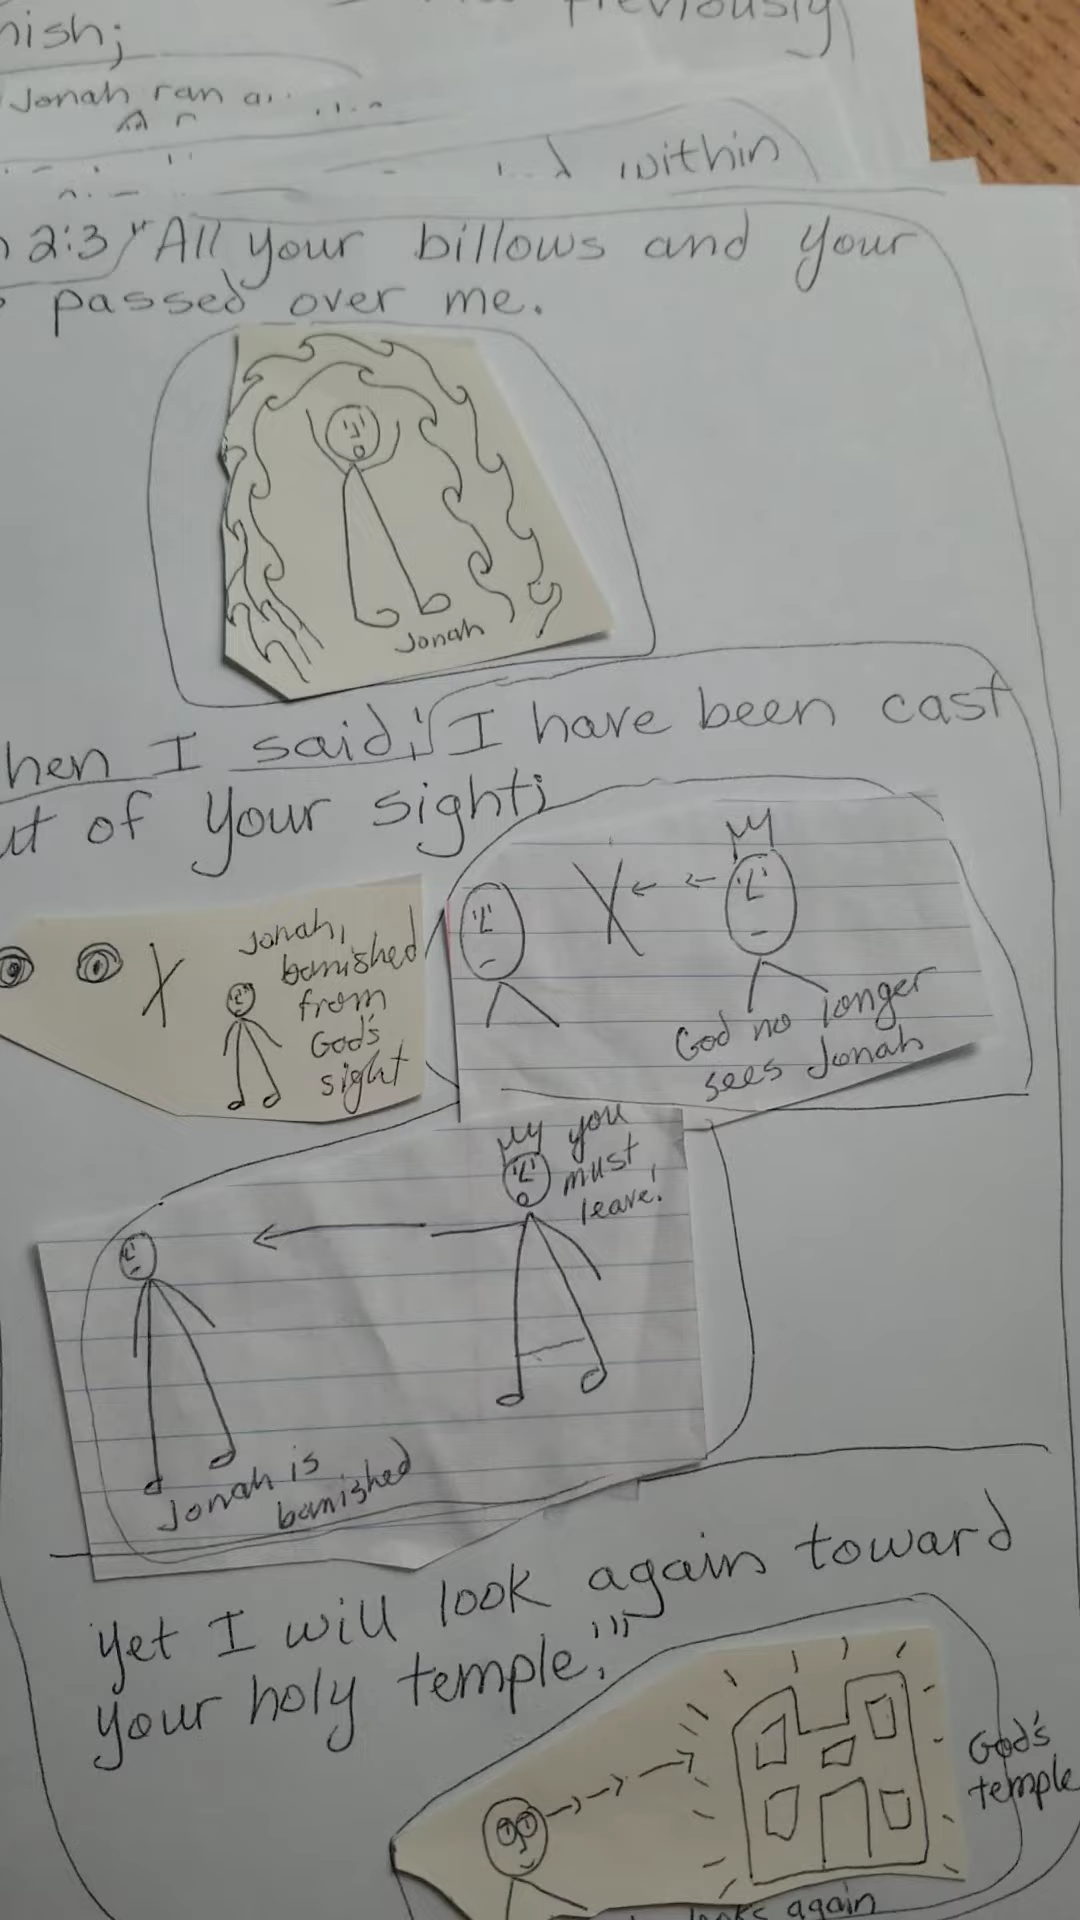 nish;
previously
Jonah ran a
within
2:3 "All your billows and your
passed over me.
Jonah
hen I said, "I have been cast
ut of your sight;
Jonah,
banished
from
God's
sight
God no longer
sees Jonah
you
must
leave!
Jonah is
banished
yet I will look again toward
your holy temple.'"
God's
temple
looks again